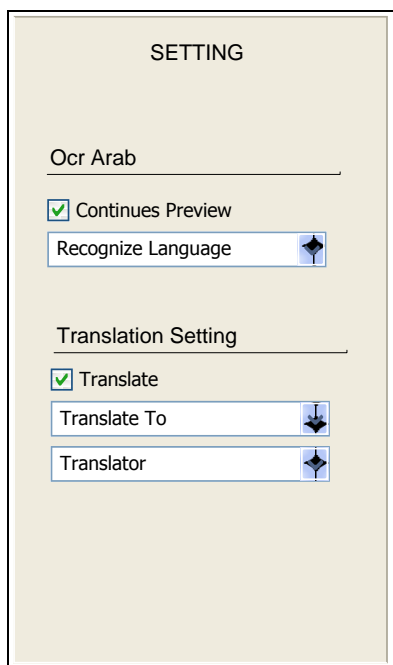 SETTING
Ocr Arab
Continues Preview
Recognize Language
Translation Setting
Translate
Translate To
Translator